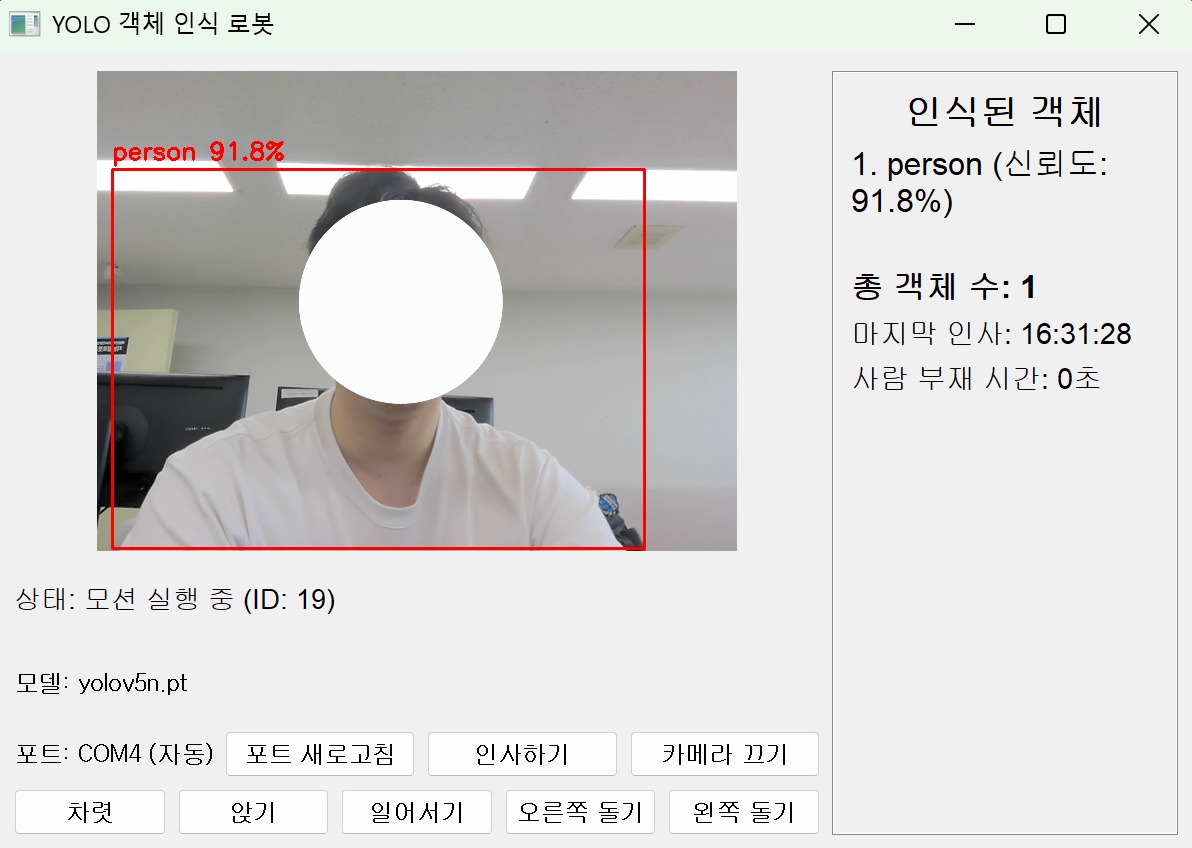 YOLO 객체 인식 로봇
person 91.8%
인식된 객체
1. person (신뢰도:
91.8%)
총 객체 수: 1
마지막 인사: 16:31:28
사람 부재 시간: 0초
상태: 모션 실행 중 (ID: 19)
모델: yolov5n.pt
포트: COM4 (자동) 포트 새로고침 인사하기 카메라 끄기
차렷 앉기 일어서기 오른쪽 돌기 왼쪽 돌기